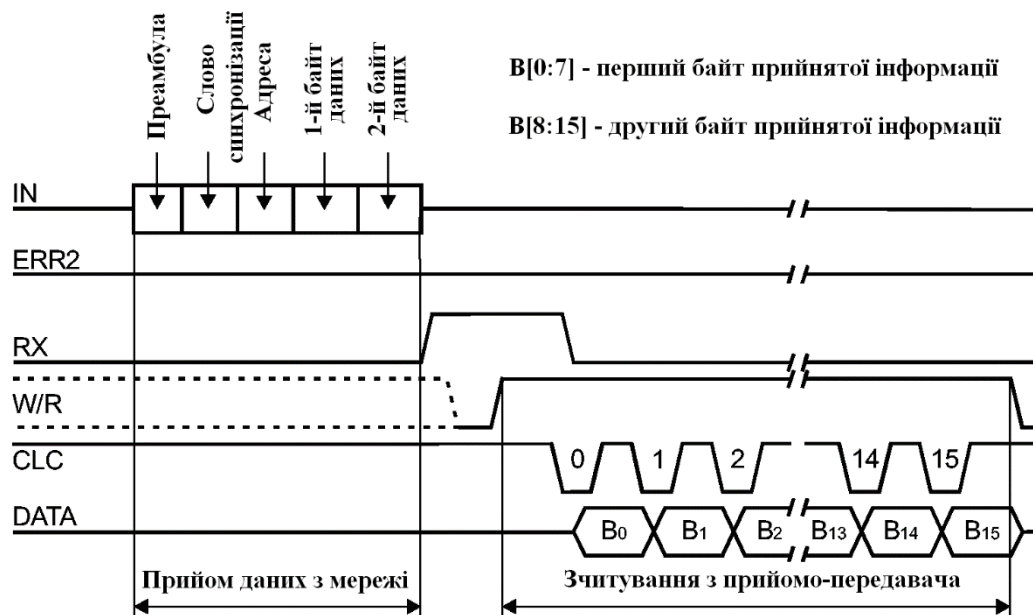 Преамбула
Слово
синхронізації
Адреса
1-й байт
даних
2-й байт
даних
B[0:7] - перший байт прийнятої інформації
B[8:15] - другий байт прийнятої інформації
IN
ERR2
RX
W/R
CLC
0 1 2 14 15
DATA
B0 B1 B2 B13 B14 B15
Прийом даних з мережі
Зчитування з прийомо-передавача